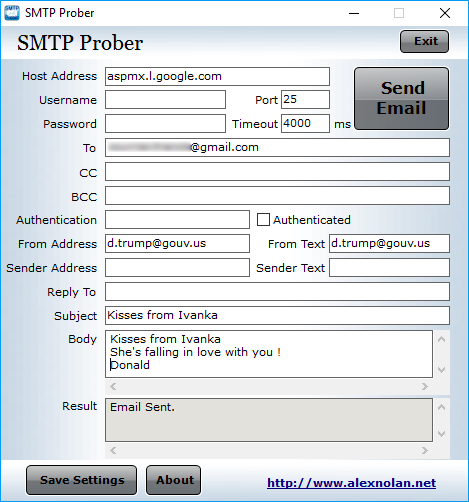 SMTP Prober
SMTP Prober
Exit
Host Address aspmx.l.google.com
Send
Email
Username Port 25
Password Timeout 4000 ms
To @gmail.com
CC
BCC
Authentication Authenticated
From Address d.trump@gouv.us From Text d.trump@gouv.us
Sender Address Sender Text
Reply To
Subject Kisses from Ivanka
Body Kisses from Ivanka
She's falling in love with you !
Donald
Result Email Sent.
Save Settings About http://www.alexnolan.net